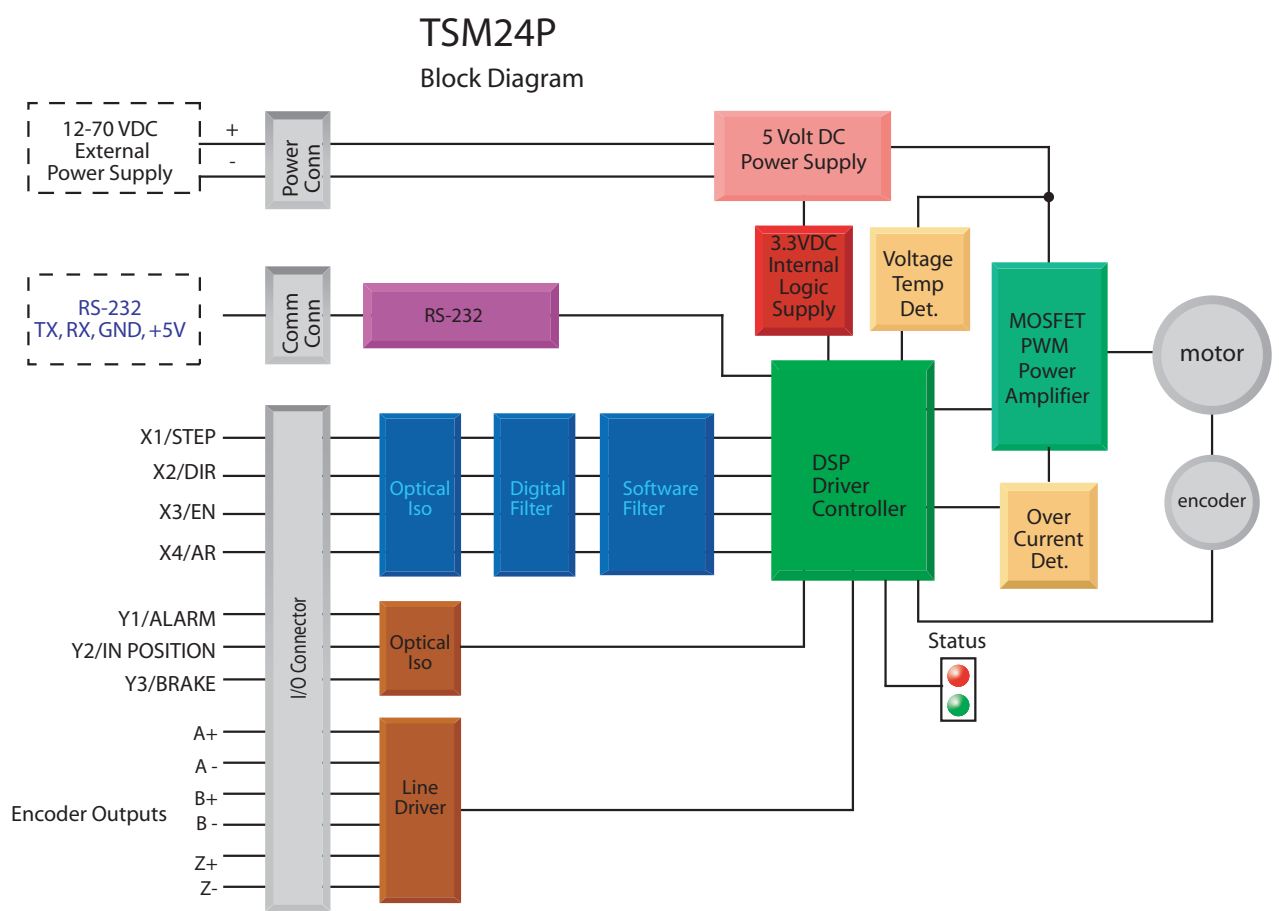 TSM24P
Block Diagram
12-70 VDC
External
Power Supply
+
-
Power
Conn
5 Volt DC
Power Supply
3.3VDC
Internal
Logic
Supply
Voltage
Temp
Det.
RS-232
TX, RX, GND, +5V
Comm
Conn
RS-232
MOSFET
PWM
Power
Amplifier
motor
X1/STEP
X2/DIR
X3/EN
X4/AR
Optical
Iso
Digital
Filter
Software
Filter
DSP
Driver
Controller
Over
Current
Det.
encoder
Y1/ALARM
Y2/IN POSITION
Y3/BRAKE
I/O Connector
Optical
Iso
Status
Encoder Outputs
A+
A -
B+
B -
Z+
Z-
Line
Driver